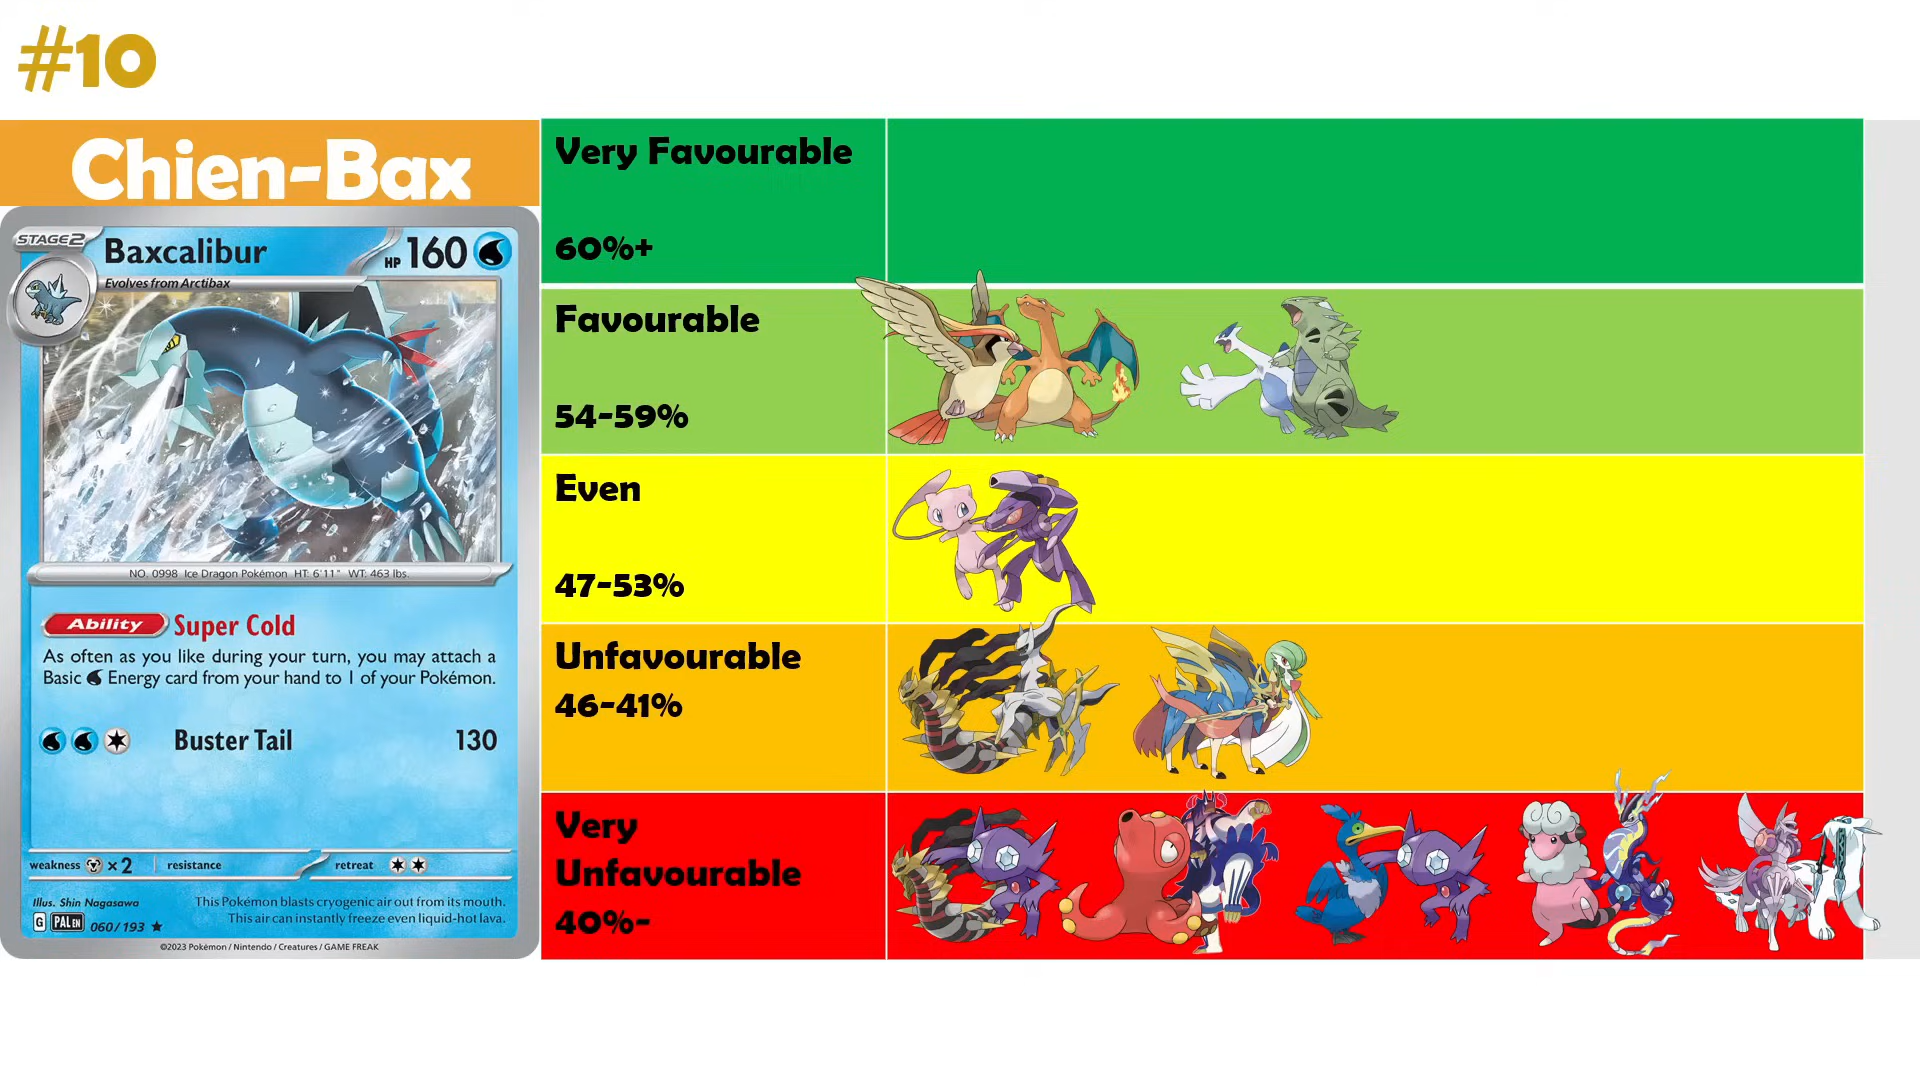 #10
Chien-Bax
STAGE2
Baxcalibur
HP 160
Evolves from Arctibax
NO. 0998 Ice Dragon Pokémon HT: 6'11" WT: 463 lbs.
Ability Super Cold
As often as you like during your turn, you may attach a
Basic Energy card from your hand to 1 of your Pokémon.
Buster Tail 130
weakness ×2 resistance retreat
Illus. Shin Nagasawa
This Pokémon blasts cryogenic air out from its mouth.
This air can instantly freeze even liquid-hot lava.
G PAL EN 060/193 ★
©2023 Pokémon / Nintendo / Creatures / GAME FREAK
Very Favourable
60%+
Favourable
54-59%
Even
47-53%
Unfavourable
46-41%
Very
Unfavourable
40%-